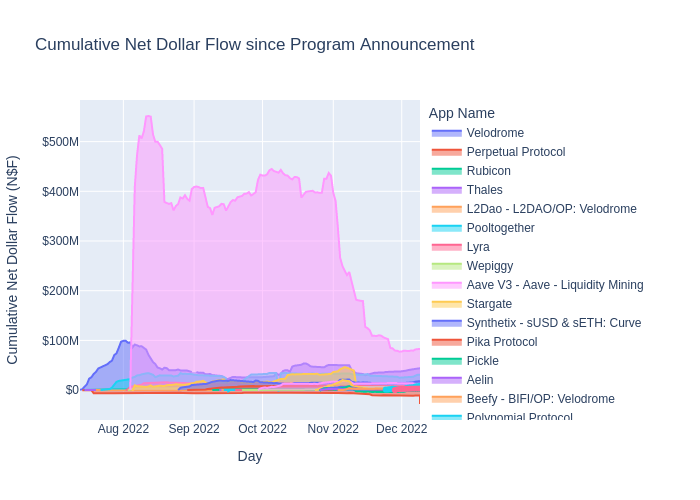 Cumulative Net Dollar Flow since Program Announcement
App Name
Velodrome
Perpetual Protocol
Rubicon
Thales
L2Dao - L2DAO/OP: Velodrome
Pooltogether
Lyra
Wepiggy
Aave V3 - Aave - Liquidity Mining
Stargate
Synthetix - sUSD & sETH: Curve
Pika Protocol
Pickle
Aelin
Beefy - BIFI/OP: Velodrome
Polynomial Protocol
Cumulative Net Dollar Flow (N$F)
$500M
$400M
$300M
$200M
$100M
$0
Aug 2022
Sep 2022
Oct 2022
Nov 2022
Dec 2022
Day